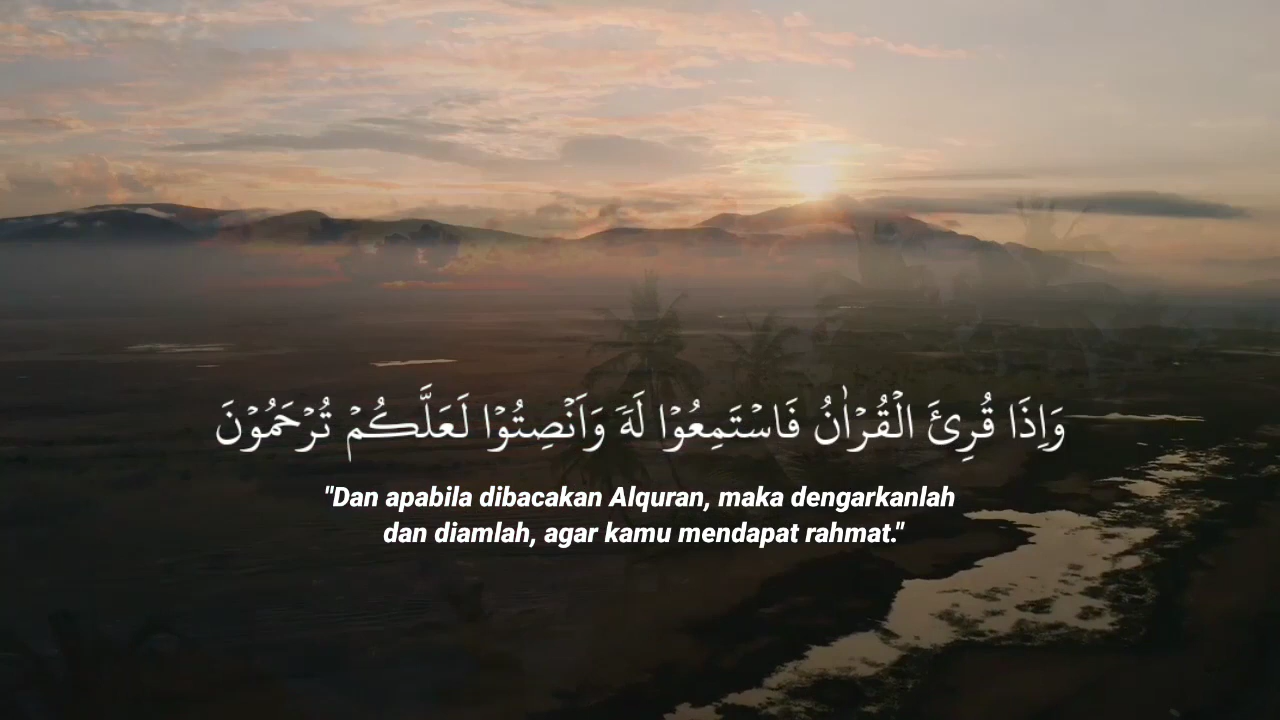 وَاِذَا قُرِئَ الْقُرْاٰنُ فَاسْتَمِعُوْا لَهٗ وَاَنْصِتُوْا لَعَلَّكُمْ تُرْحَمُوْنَ
"Dan apabila dibacakan Alquran, maka dengarkanlah
dan diamlah, agar kamu mendapat rahmat."